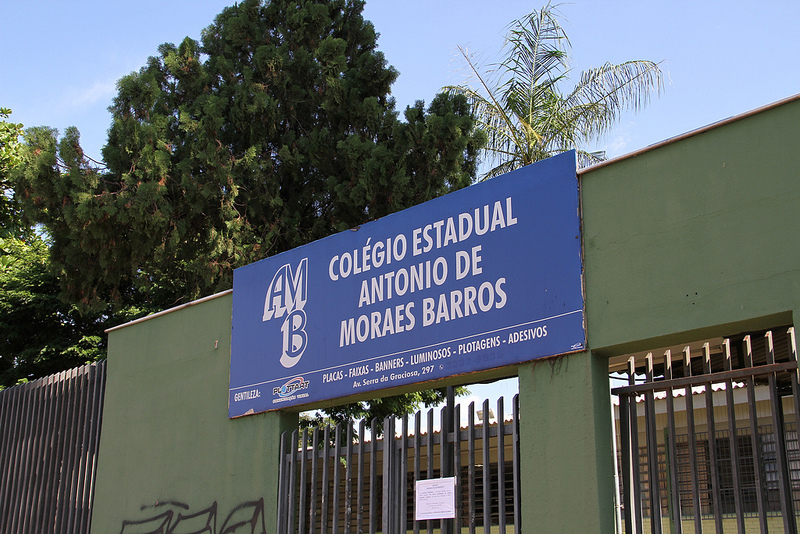 AM
B
COLÉGIO ESTADUAL
ANTONIO DE
MORAES BARROS
GENTILEZA:
PLOTTART
PLACAS - FAIXAS - BANNERS - LUMINOSOS - PLOTAGENS - ADESIVOS
Av. Serra da Graciosa, 297